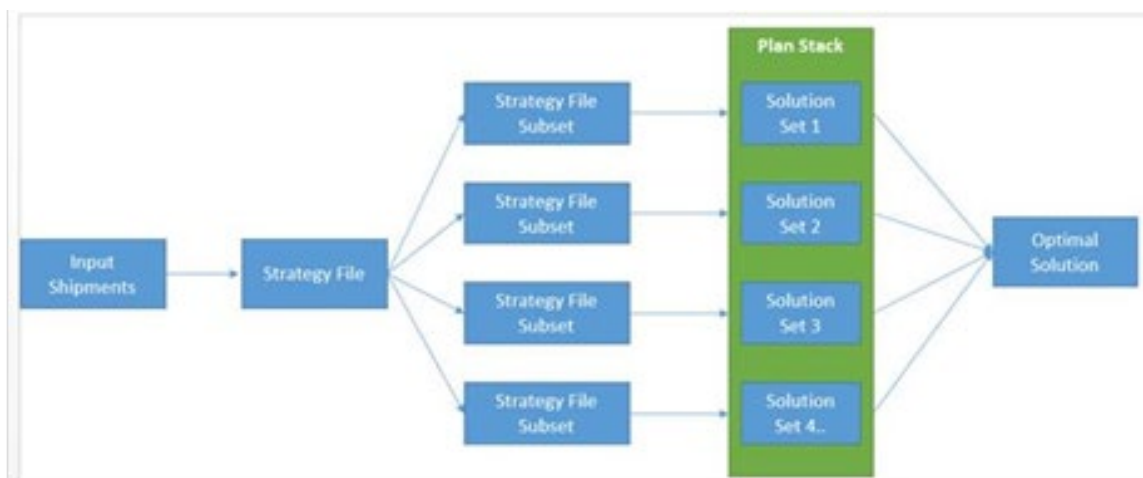 Plan Stack
Strategy File
Subset
Solution
Set 1
Strategy File
Subset
Solution
Set 2
Input
Shipments
Strategy File
Optimal
Solution
Strategy File
Subset
Solution
Set 3
Strategy File
Subset
Solution
Set 4..